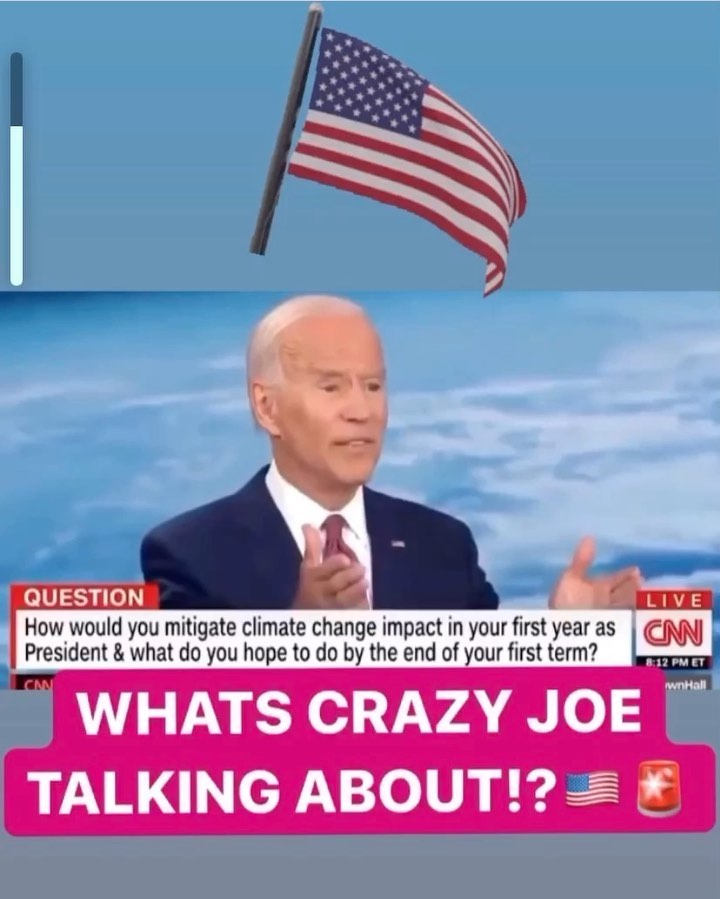 QUESTION
How would you mitigate climate change impact in your first year as
President & what do you hope to do by the end of your first term?
LIVE
CNN
8:12 PM ET
CNN
wnHall
WHATS CRAZY JOE
TALKING ABOUT!?🇺🇸 🚨